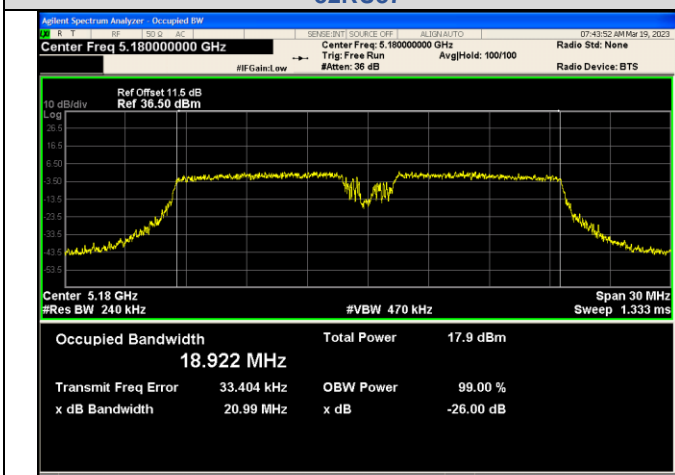 Agilent Spectrum Analyzer - Occupied BW
R T RF 50 Ω AC SENSE:INT SOURCE OFF ALIGN AUTO 07:43:52 AM Mar 19, 2023
Center Freq 5.180000000 GHz Center Freq: 5.180000000 GHz Radio Std: None
Trig: Free Run Avg|Hold: 100/100
#IFGain:Low #Atten: 36 dB Radio Device: BTS
Ref Offset 11.5 dB
10 dB/div Ref 36.50 dBm
Log
26.5
16.5
6.50
-3.50
-13.5
-23.5
-33.5
-43.5
-53.5
Center 5.18 GHz Span 30 MHz
#Res BW 240 kHz #VBW 470 kHz Sweep 1.333 ms
Occupied Bandwidth Total Power 17.9 dBm
18.922 MHz
Transmit Freq Error 33.404 kHz OBW Power 99.00 %
x dB Bandwidth 20.99 MHz x dB -26.00 dB